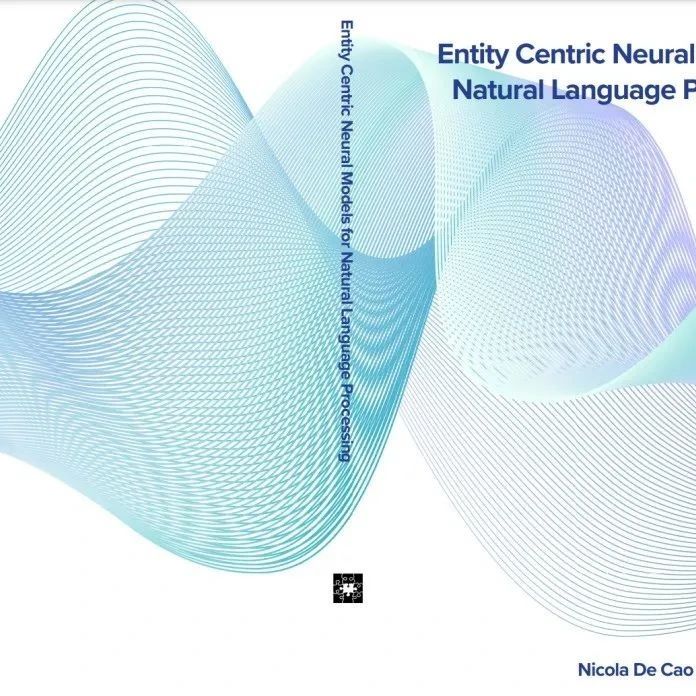 Entity Centric Neural Models for Natural Language Processing
Entity Centric Neural
Natural Language P
Nicola De Cao